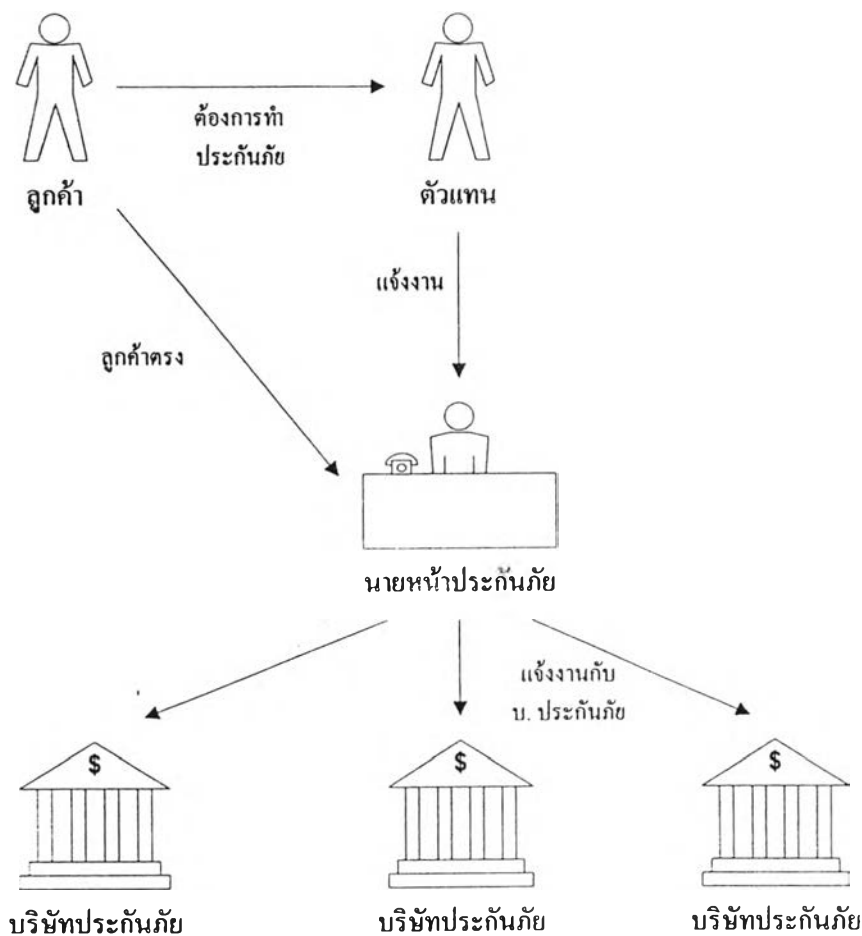 ต้องการทำ
ประกันภัย
ลูกค้า
ตัวแทน
แจ้งงาน
ลูกค้าตรง
นายหน้าประกันภัย
แจ้งงานกับ
บ. ประกันภัย
$
$
$
บริษัทประกันภัย
บริษัทประกันภัย
บริษัทประกันภัย